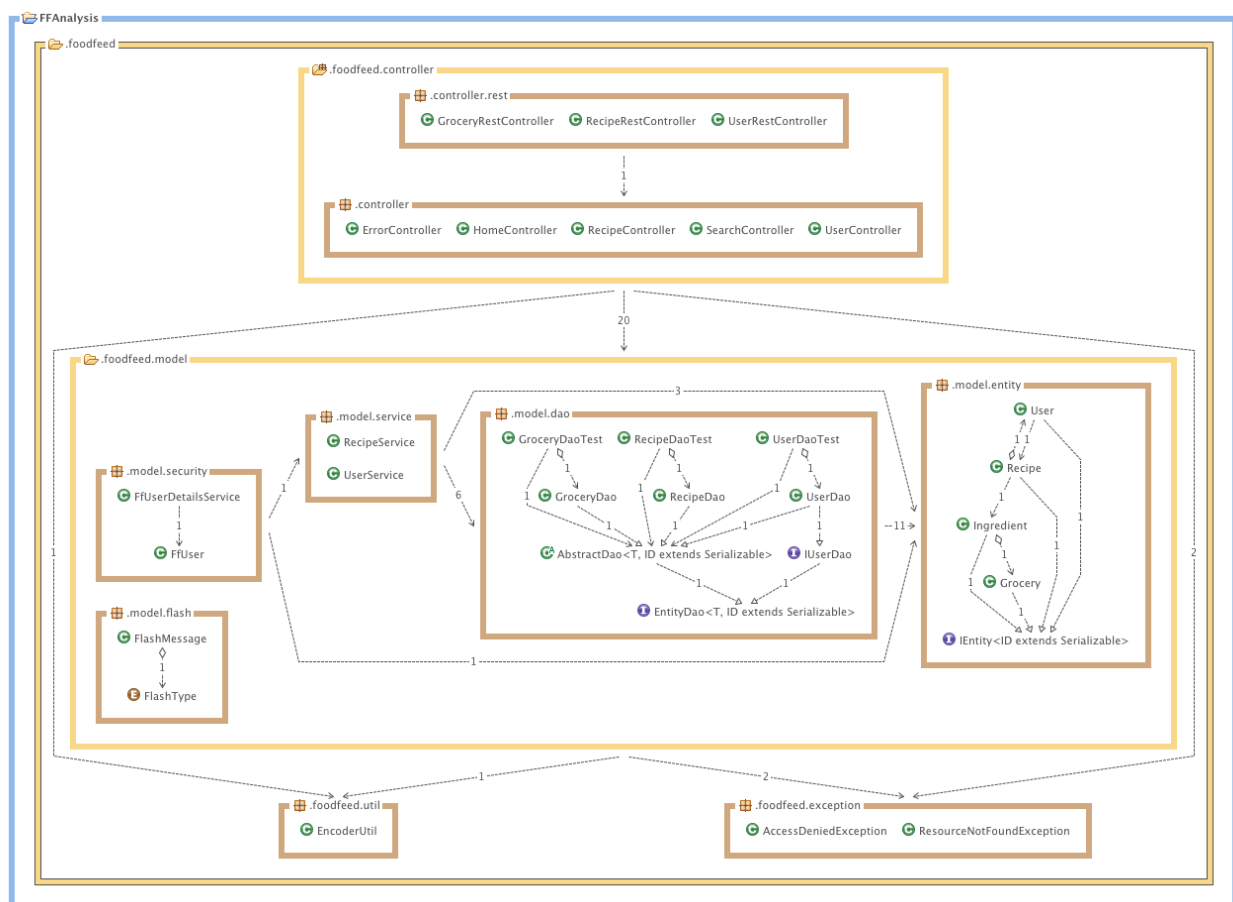 FFAnalysis
.foodfeed
.foodfeed.controller
.controller.rest
GroceryRestController RecipeRestController UserRestController
1
.controller
ErrorController HomeController RecipeController SearchController UserController
20
.foodfeed.model
1
2
.model.entity
User
1 1
Recipe
1
1
Ingredient
1
1
Grocery
1
IEntity<ID extends Serializable>
3
.model.service
RecipeService
UserService
6
.model.dao
GroceryDaoTest RecipeDaoTest UserDaoTest
1 1 1
GroceryDao RecipeDao UserDao
1 1 1
1 1 1 1
AbstractDao<T, ID extends Serializable> IUserDao
1 1
EntityDao<T, ID extends Serializable>
11
.model.security
FfUserDetailsService
1
FfUser
1
1
.model.flash
FlashMessage
1
FlashType
1
2
.foodfeed.util
EncoderUtil
.foodfeed.exception
AccessDeniedException ResourceNotFoundException